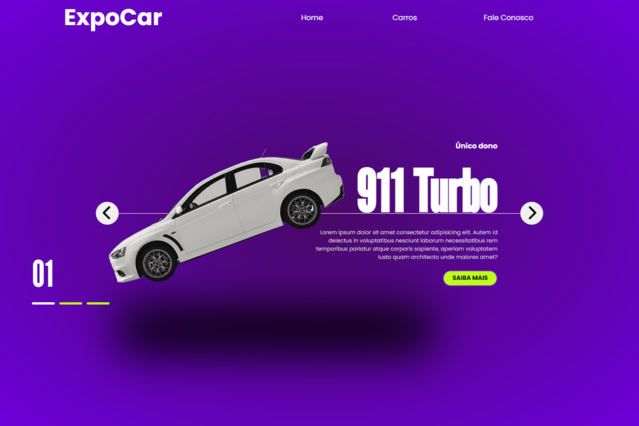 ExpoCar
Home
Carros
Fale Conosco
Único dono
911 Turbo
Lorem ipsum dolor sit amet consectetur adipisicing elit. Autem id
delectus in voluptatibus nesciunt laborum necessitatibus rem
temporibus pariatur atque corporis sapiente, aperiam voluptatem
iusto quam architecto unde maiores amet?
SAIBA MAIS
01